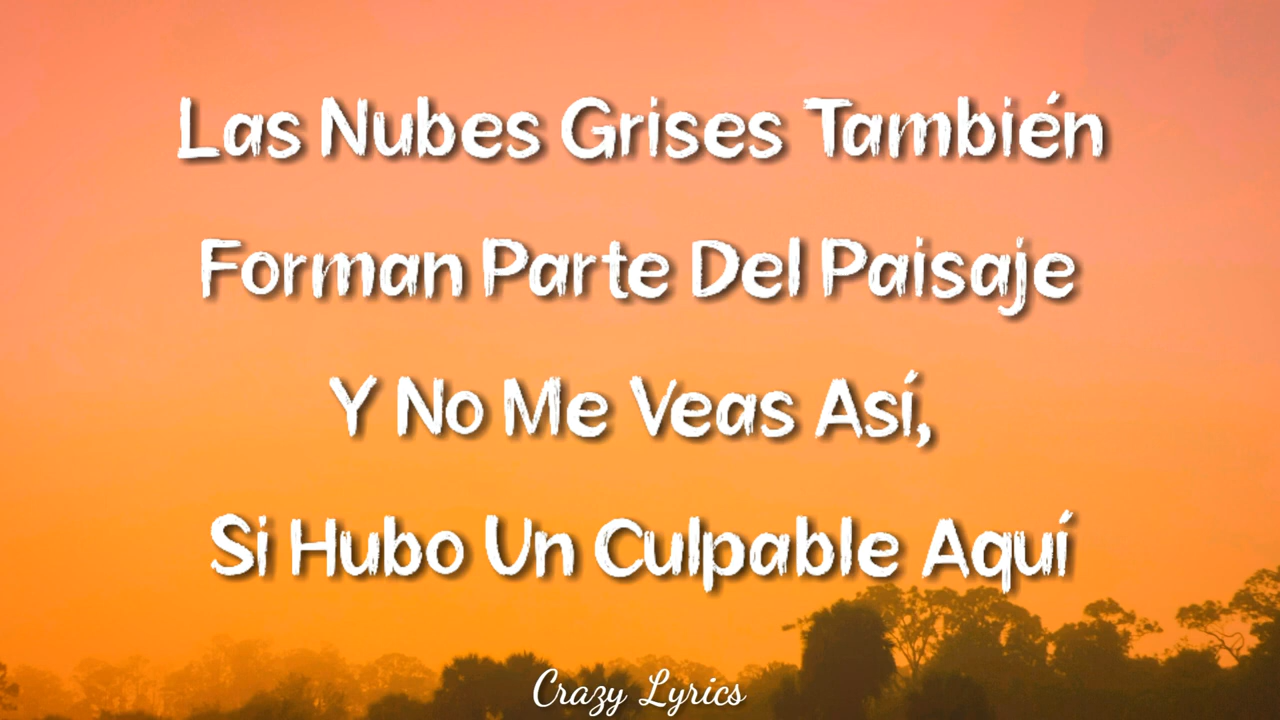 Las Nubes Grises También
Forman Parte Del Paisaje
Y No Me Veas Así,
Si Hubo Un Culpable Aquí
Crazy Lyrics